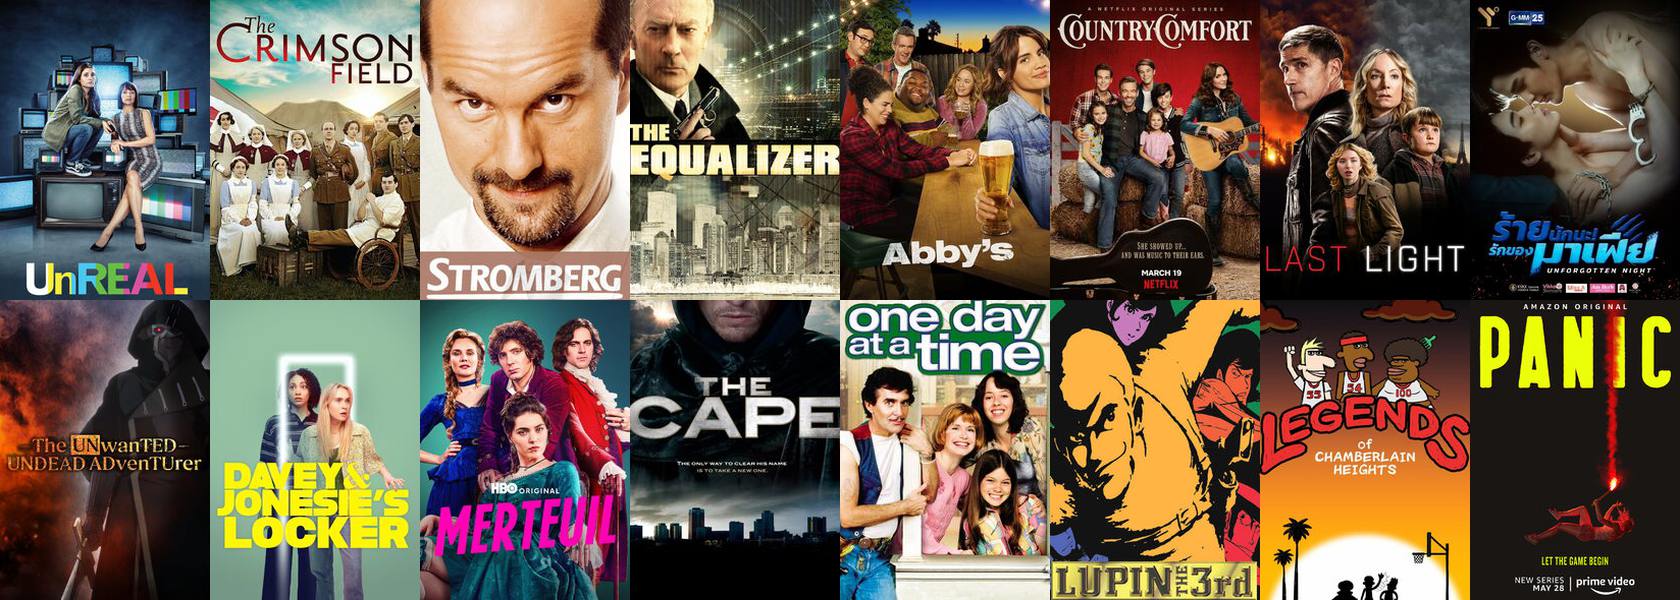 UnREAL
The
CRIMSON
FIELD
STROMBERG
THE
EQUALIZER
Abby's
A NETFLIX ORIGINAL SERIES
COUNTRY COMFORT
SHE SHOWED UP...
AND WAS MUSIC TO THEIR EARS.
MARCH 19
NETFLIX
LAST LIGHT
Y
GMM 25
ร้ายนักนะ!
รักของมาเฟีย
UNFORGOTTEN NIGHT
The UNwanTED
UNDEAD ADvenTUrer
DAVEY &
JONESIE'S
LOCKER
HBO ORIGINAL
MERTEUIL
THE
CAPE
THE ONLY WAY TO CLEAR HIS NAME
IS TO TAKE A NEW ONE.
one day
at a time
LUPIN THE 3rd
33
54
100
LEGENDS
of
CHAMBERLAIN
HEIGHTS
AMAZON ORIGINAL
PANIC
LET THE GAME BEGIN
NEW SERIES
MAY 28
prime video